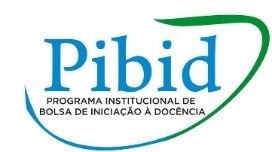 Pibid
PROGRAMA INSTITUCIONAL DE
BOLSA DE INICIAÇÃO À DOCÊNCIA